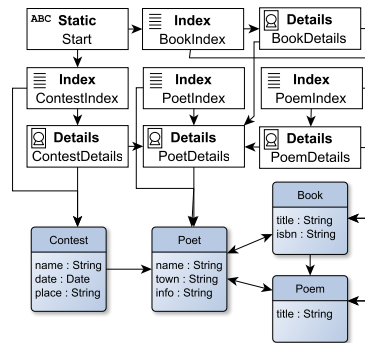 ABC Static
Start
Index
BookIndex
Details
BookDetails
Index
ContestIndex
Index
PoetIndex
Index
PoemIndex
Details
ContestDetails
Details
PoetDetails
Details
PoemDetails
Contest
name : String
date : Date
place : String
Poet
name : String
town : String
info : String
Book
title : String
isbn : String
Poem
title : String